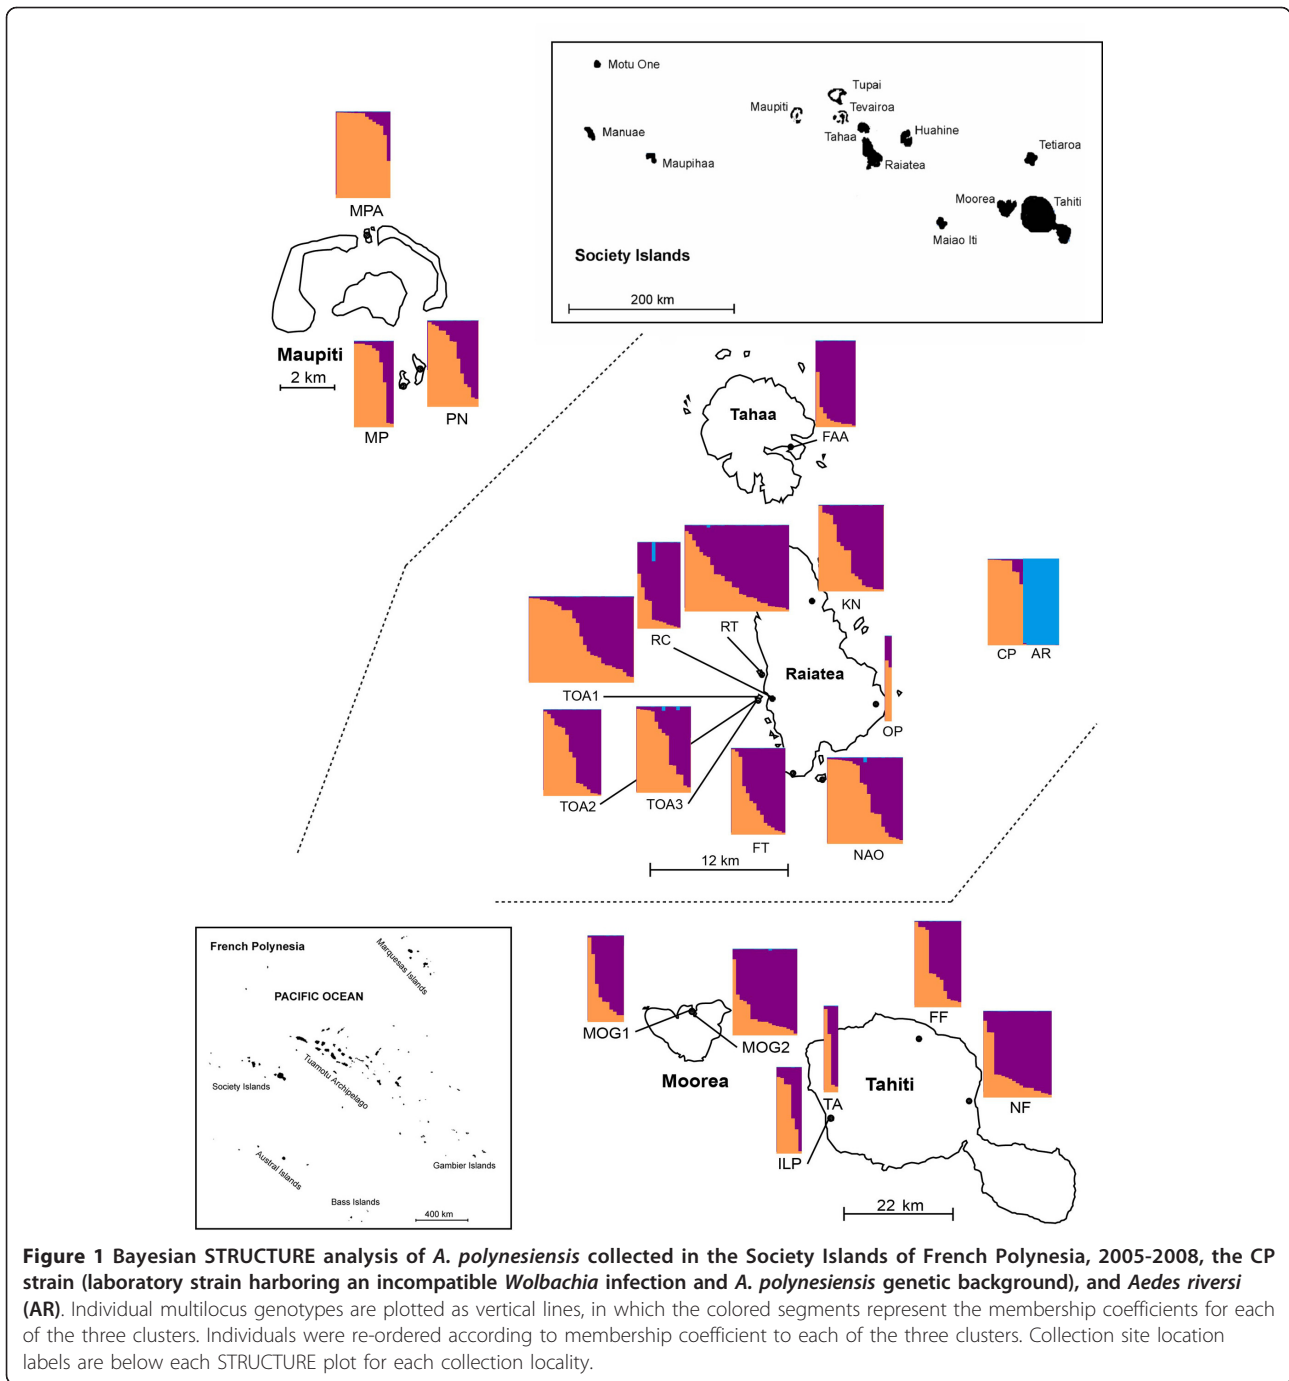 Motu One
Manuae
Maupihaa
Maupiti
Tupai
Tevairoa
Tahaa
Huahine
Raiatea
Tetiaroa
Moorea
Tahiti
Maiao Iti
Society Islands
200 km
MPA
Maupiti
2 km
MP
PN
Tahaa
FAA
KN
RC
RT
Raiatea
CP
AR
TOA1
OP
TOA2
TOA3
FT
NAO
12 km
French Polynesia
Marquesas Islands
PACIFIC OCEAN
Tuamotu Archipelago
Society Islands
Austral Islands
Gambier Islands
Bass Islands
400 km
MOG1
MOG2
Moorea
FF
TA
Tahiti
NF
ILP
22 km
Figure 1 Bayesian STRUCTURE analysis of A. polynesiensis collected in the Society Islands of French Polynesia, 2005-2008, the CP
strain (laboratory strain harboring an incompatible Wolbachia infection and A. polynesiensis genetic background), and Aedes riversi
(AR). Individual multilocus genotypes are plotted as vertical lines, in which the colored segments represent the membership coefficients for each
of the three clusters. Individuals were re-ordered according to membership coefficient to each of the three clusters. Collection site location
labels are below each STRUCTURE plot for each collection locality.